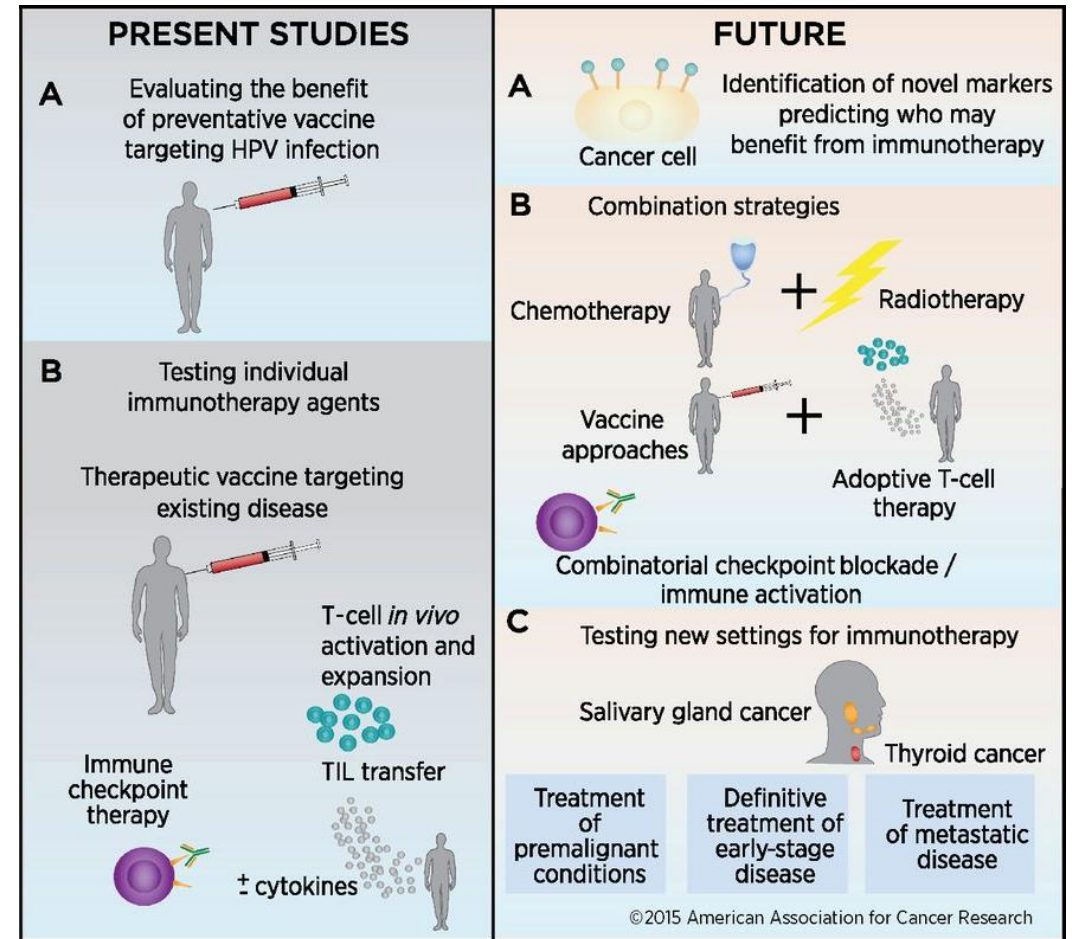 PRESENT STUDIES
A
Evaluating the benefit
of preventative vaccine
targeting HPV infection
B
Testing individual
immunotherapy agents
Therapeutic vaccine targeting
existing disease
T-cell in vivo
activation and
expansion
Immune
checkpoint
therapy
TIL transfer
± cytokines
FUTURE
A
Cancer cell
Identification of novel markers
predicting who may
benefit from immunotherapy
B
Combination strategies
Chemotherapy
+
Radiotherapy
Vaccine
approaches
+
Adoptive T-cell
therapy
Combinatorial checkpoint blockade /
immune activation
C
Testing new settings for immunotherapy
Salivary gland cancer
Thyroid cancer
Treatment
of
premalignant
conditions
Definitive
treatment of
early-stage
disease
Treatment
of metastatic
disease
©2015 American Association for Cancer Research